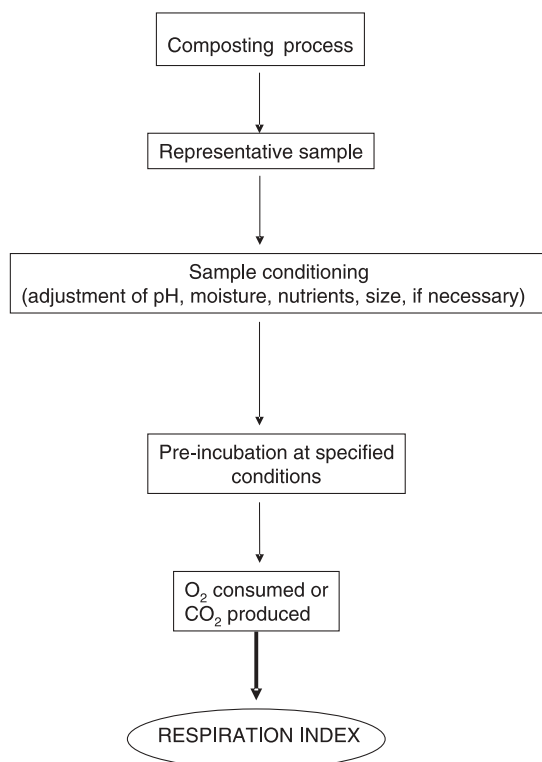 Composting process
Representative sample
Sample conditioning
(adjustment of pH, moisture, nutrients, size, if necessary)
Pre-incubation at specified
conditions
O₂ consumed or
CO₂ produced
RESPIRATION INDEX